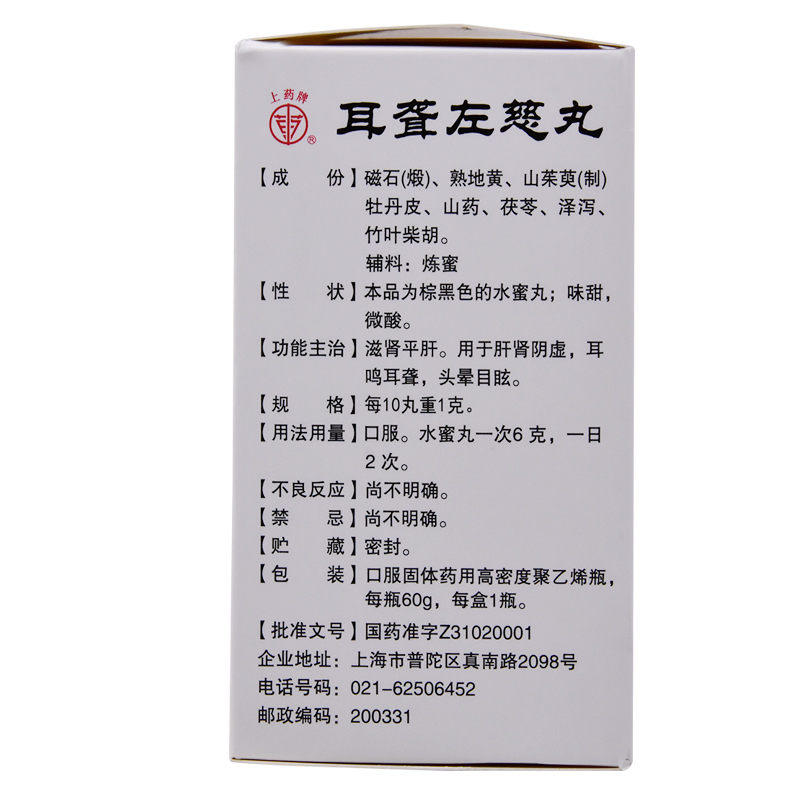 上药牌
®
耳聋左慈丸
【成 份】磁石(煅)、熟地黄、山茱萸(制)
牡丹皮、山药、茯苓、泽泻、
竹叶柴胡。
辅料：炼蜜
【性 状】本品为棕黑色的水蜜丸；味甜，
微酸。
【功能主治】滋肾平肝。用于肝肾阴虚，耳
鸣耳聋，头晕目眩。
【规 格】每10丸重1克。
【用法用量】口服。水蜜丸一次6 克，一日
2 次。
【不良反应】尚不明确。
【禁 忌】尚不明确。
【贮 藏】密封。
【包 装】口服固体药用高密度聚乙烯瓶，
每瓶60g，每盒1瓶。
【批准文号】国药准字Z31020001
企业地址：上海市普陀区真南路2098号
电话号码：021-62506452
邮政编码：200331